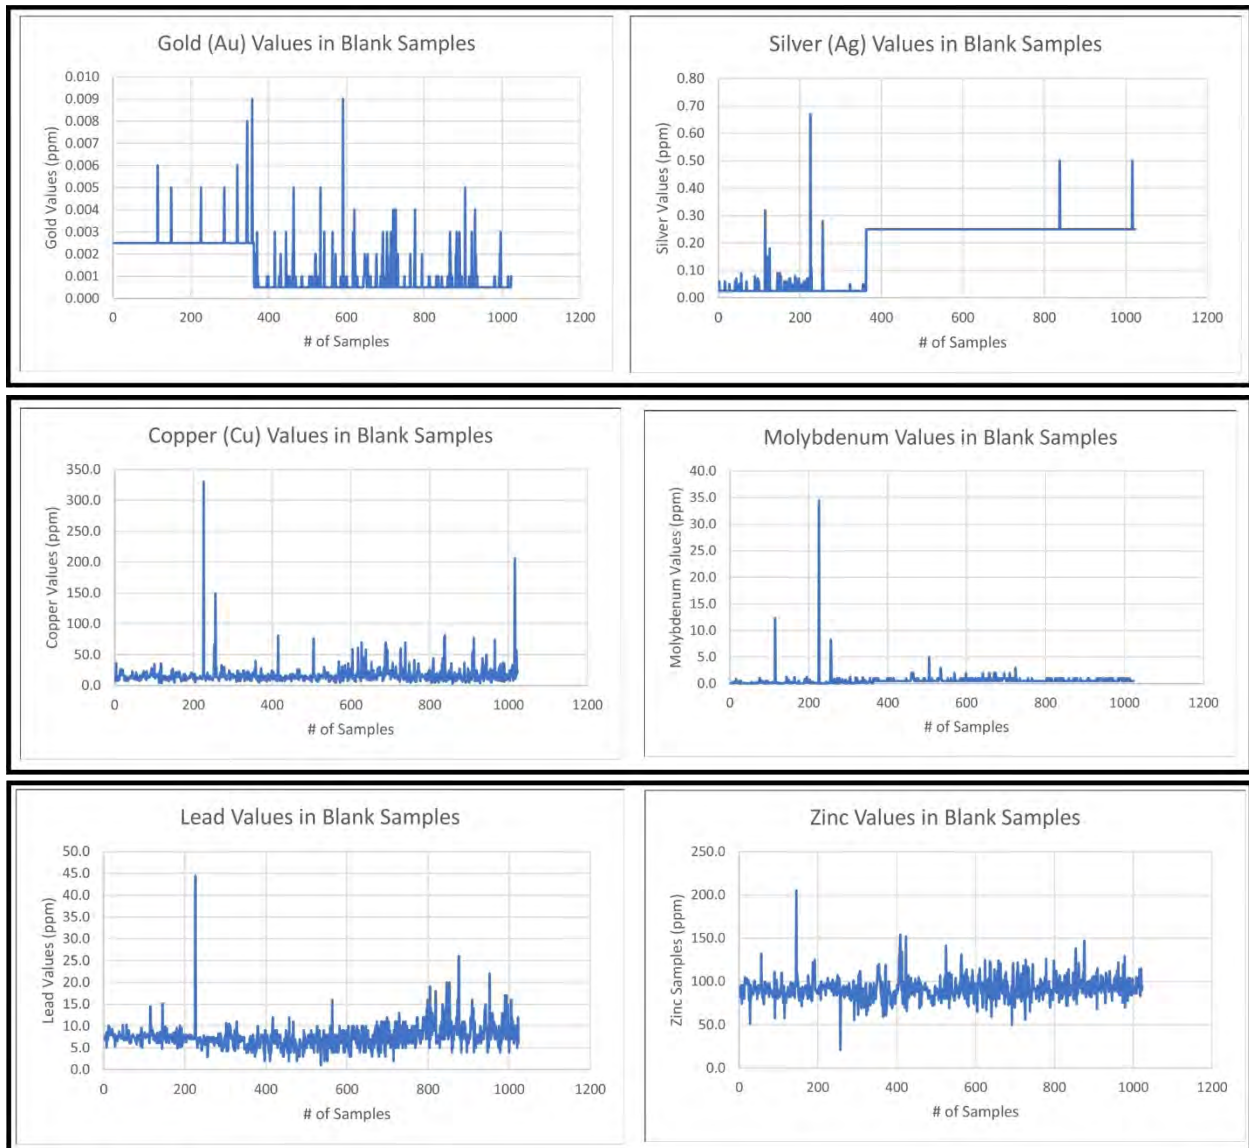 Gold (Au) Values in Blank Samples
Gold Values (ppm)
0.010
0.009
0.008
0.007
0.006
0.005
0.004
0.003
0.002
0.001
0.000
0 200 400 600 800 1000 1200
# of Samples
Silver (Ag) Values in Blank Samples
Silver Values (ppm)
0.80
0.70
0.60
0.50
0.40
0.30
0.20
0.10
0.00
0 200 400 600 800 1000 1200
# of Samples
Copper (Cu) Values in Blank Samples
Copper Values (ppm)
350.0
300.0
250.0
200.0
150.0
100.0
50.0
0.0
0 200 400 600 800 1000 1200
# of Samples
Molybdenum Values in Blank Samples
Molybdenum Values (ppm)
40.0
35.0
30.0
25.0
20.0
15.0
10.0
5.0
0.0
0 200 400 600 800 1000 1200
# of Samples
Lead Values in Blank Samples
Lead Values (ppm)
50.0
45.0
40.0
35.0
30.0
25.0
20.0
15.0
10.0
5.0
0.0
0 200 400 600 800 1000 1200
# of Samples
Zinc Values in Blank Samples
Zinc Samples (ppm)
250.0
200.0
150.0
100.0
50.0
0.0
0 200 400 600 800 1000 1200
# of Samples